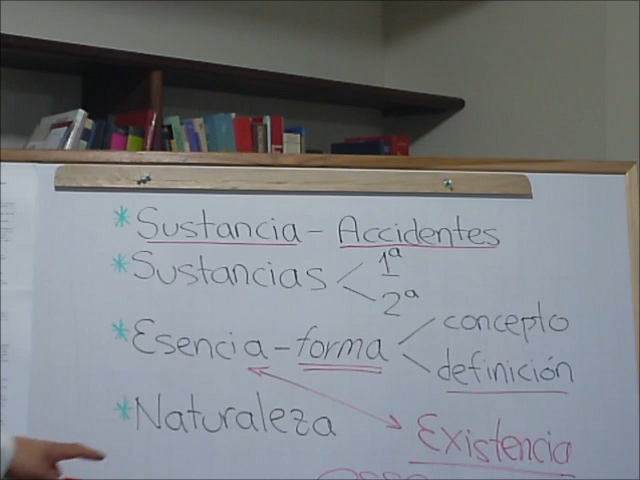 * Sustancia - Accidentes
* Sustancias 1ª
2ª
* Esencia - forma concepto
definición
* Naturaleza
Existencia